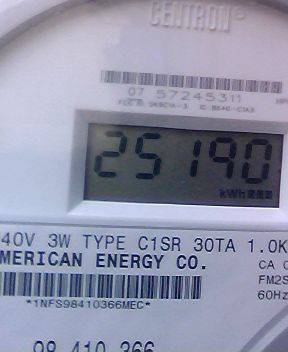 CENTRON®
07 57245311
25190
kWh
40V 3W TYPE C1SR 30TA 1.0K
MERICAN ENERGY CO.
CA 0
FM2S
60Hz
*1NFS98410366MEC*
98 410 366